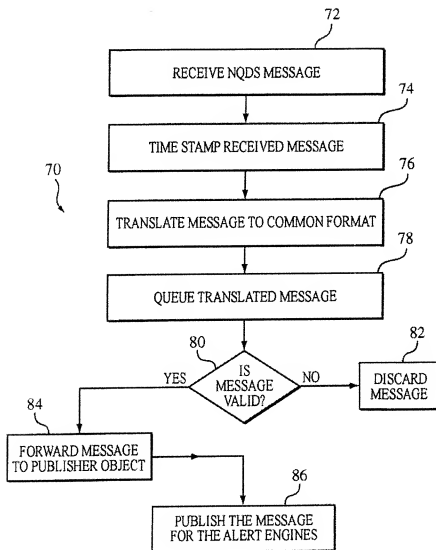 72
RECEIVE NQDS MESSAGE
74
TIME STAMP RECEIVED MESSAGE
70
76
TRANSLATE MESSAGE TO COMMON FORMAT
78
QUEUE TRANSLATED MESSAGE
80
IS
MESSAGE
VALID?
YES
NO
82
DISCARD
MESSAGE
84
FORWARD MESSAGE
TO PUBLISHER OBJECT
86
PUBLISH THE MESSAGE
FOR THE ALERT ENGINES